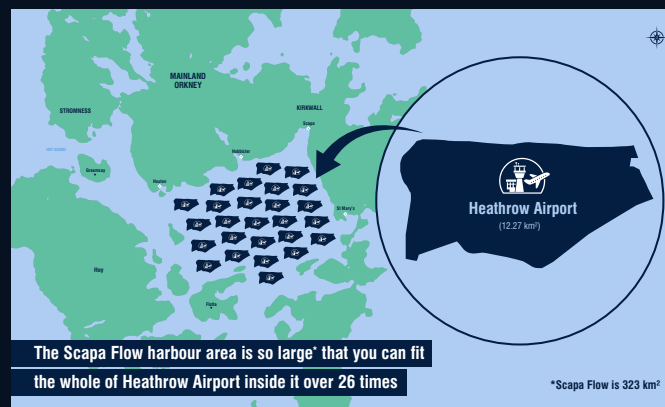 MAINLAND
ORKNEY
STROMNESS
KIRKWALL
Scapa
Hobbister
Graemsay
Houton
St Mary's
Hoy
Flotta
Heathrow Airport
(12.27 km²)
The Scapa Flow harbour area is so large* that you can fit
the whole of Heathrow Airport inside it over 26 times
*Scapa Flow is 323 km²